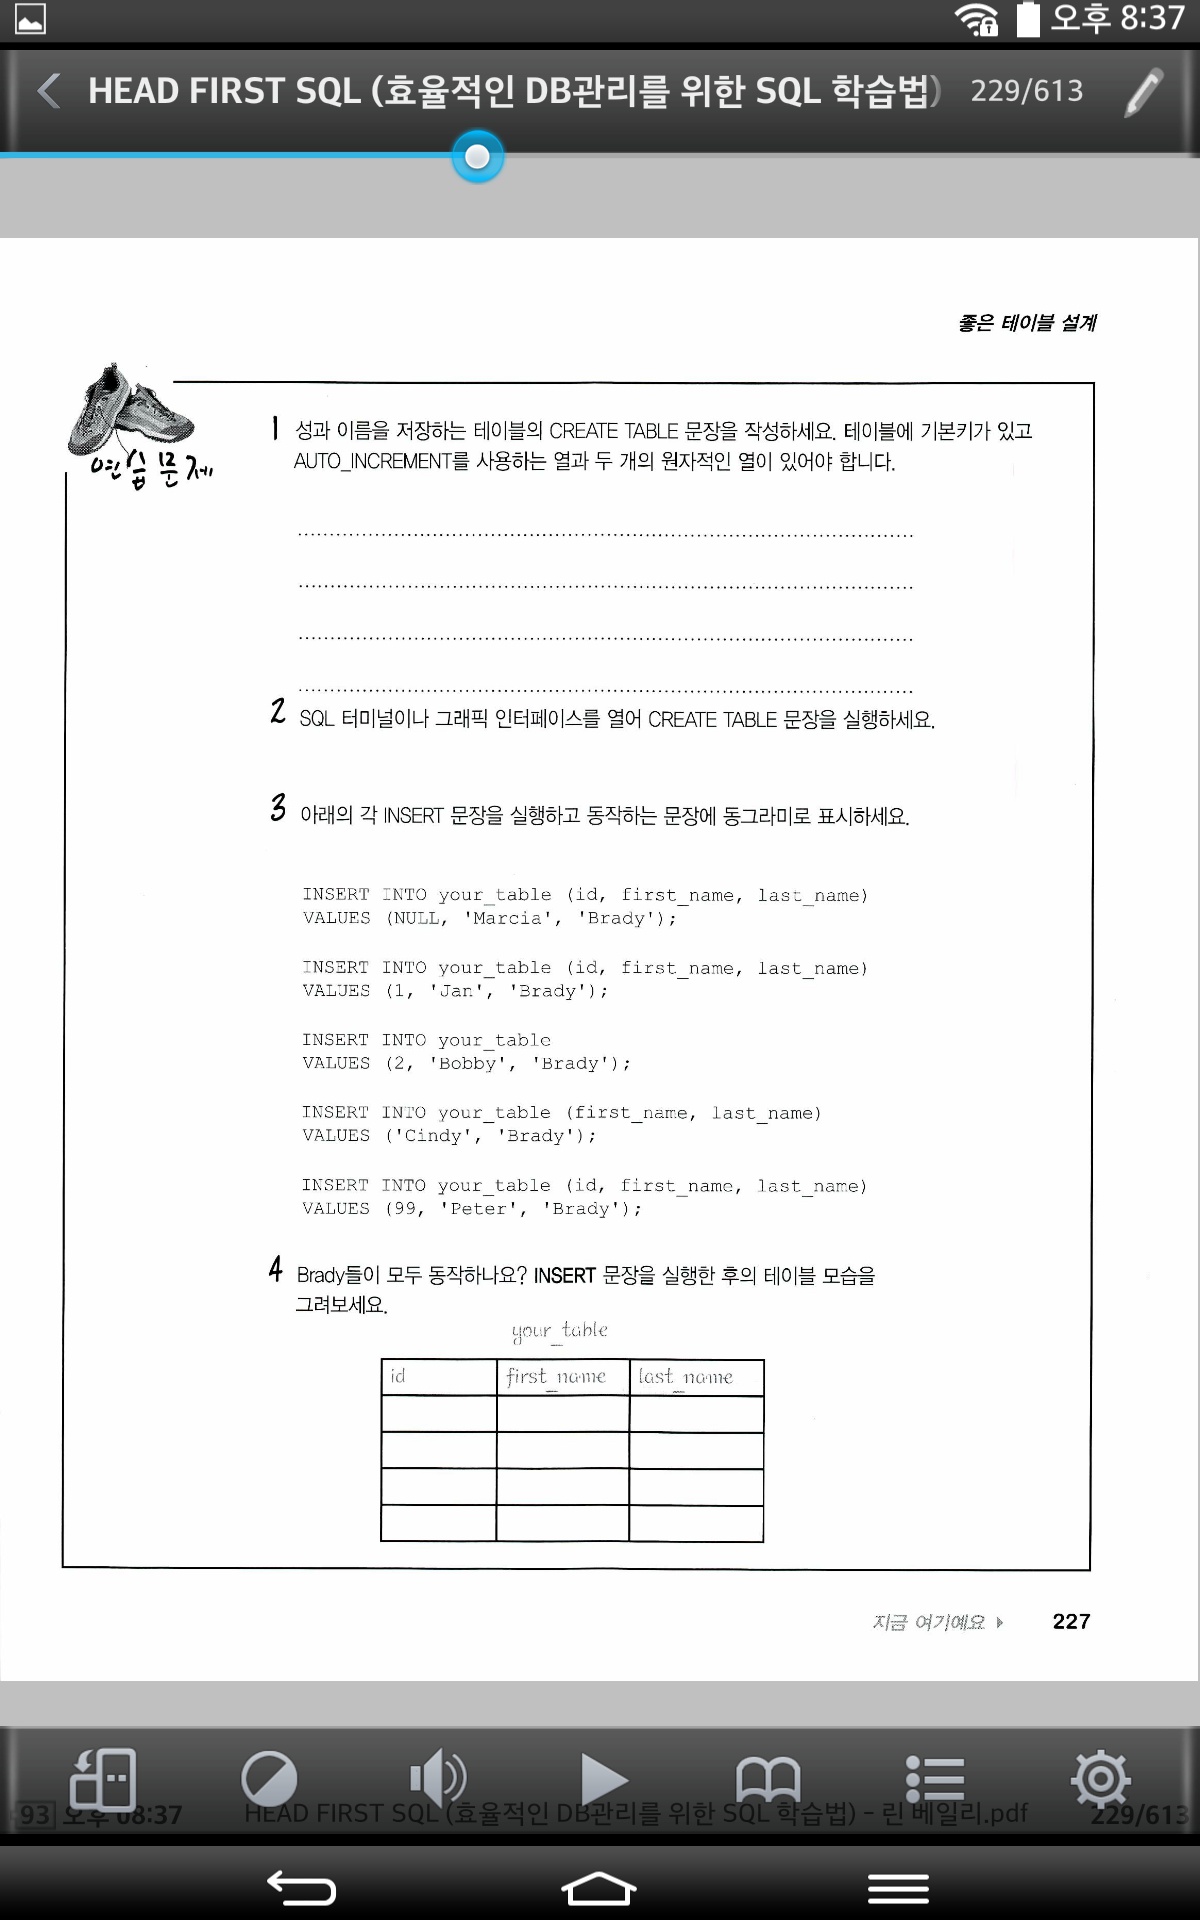 오후 8:37
HEAD FIRST SQL (효율적인 DB관리를 위한 SQL 학습법) 229/613
좋은 테이블 설계
연습문제
1 성과 이름을 저장하는 테이블의 CREATE TABLE 문장을 작성하세요. 테이블에 기본키가 있고
AUTO_INCREMENT를 사용하는 열과 두 개의 원자적인 열이 있어야 합니다.
2 SQL 터미널이나 그래픽 인터페이스를 열어 CREATE TABLE 문장을 실행하세요.
3 아래의 각 INSERT 문장을 실행하고 동작하는 문장에 동그라미로 표시하세요.
INSERT INTO your_table (id, first_name, last_name)
VALUES (NULL, 'Marcia', 'Brady');
INSERT INTO your_table (id, first_name, last_name)
VALUES (1, 'Jan', 'Brady');
INSERT INTO your_table
VALUES (2, 'Bobby', 'Brady');
INSERT INTO your_table (first_name, last_name)
VALUES ('Cindy', 'Brady');
INSERT INTO your_table (id, first_name, last_name)
VALUES (99, 'Peter', 'Brady');
4 Brady들이 모두 동작하나요? INSERT 문장을 실행한 후의 테이블 모습을
그려보세요.
your_table
id first_name last_name
지금 여기예요 227
93 오후 08:37 HEAD FIRST SQL (효율적인 DB관리를 위한 SQL 학습법) - 린 베일리.pdf 229/613